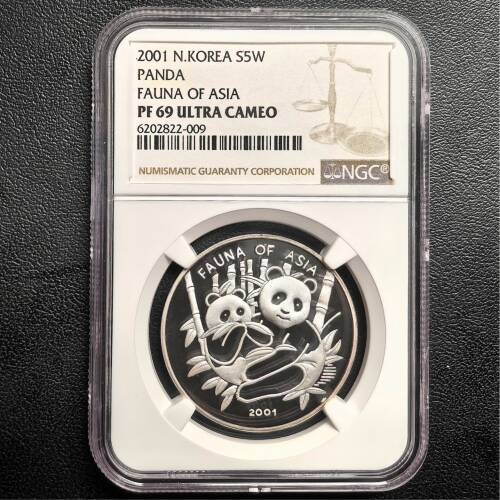 2001 N.KOREA S5W
PANDA
FAUNA OF ASIA
PF 69 ULTRA CAMEO
6202822-009
NUMISMATIC GUARANTY CORPORATION NGC®
FAUNA OF ASIA
2001